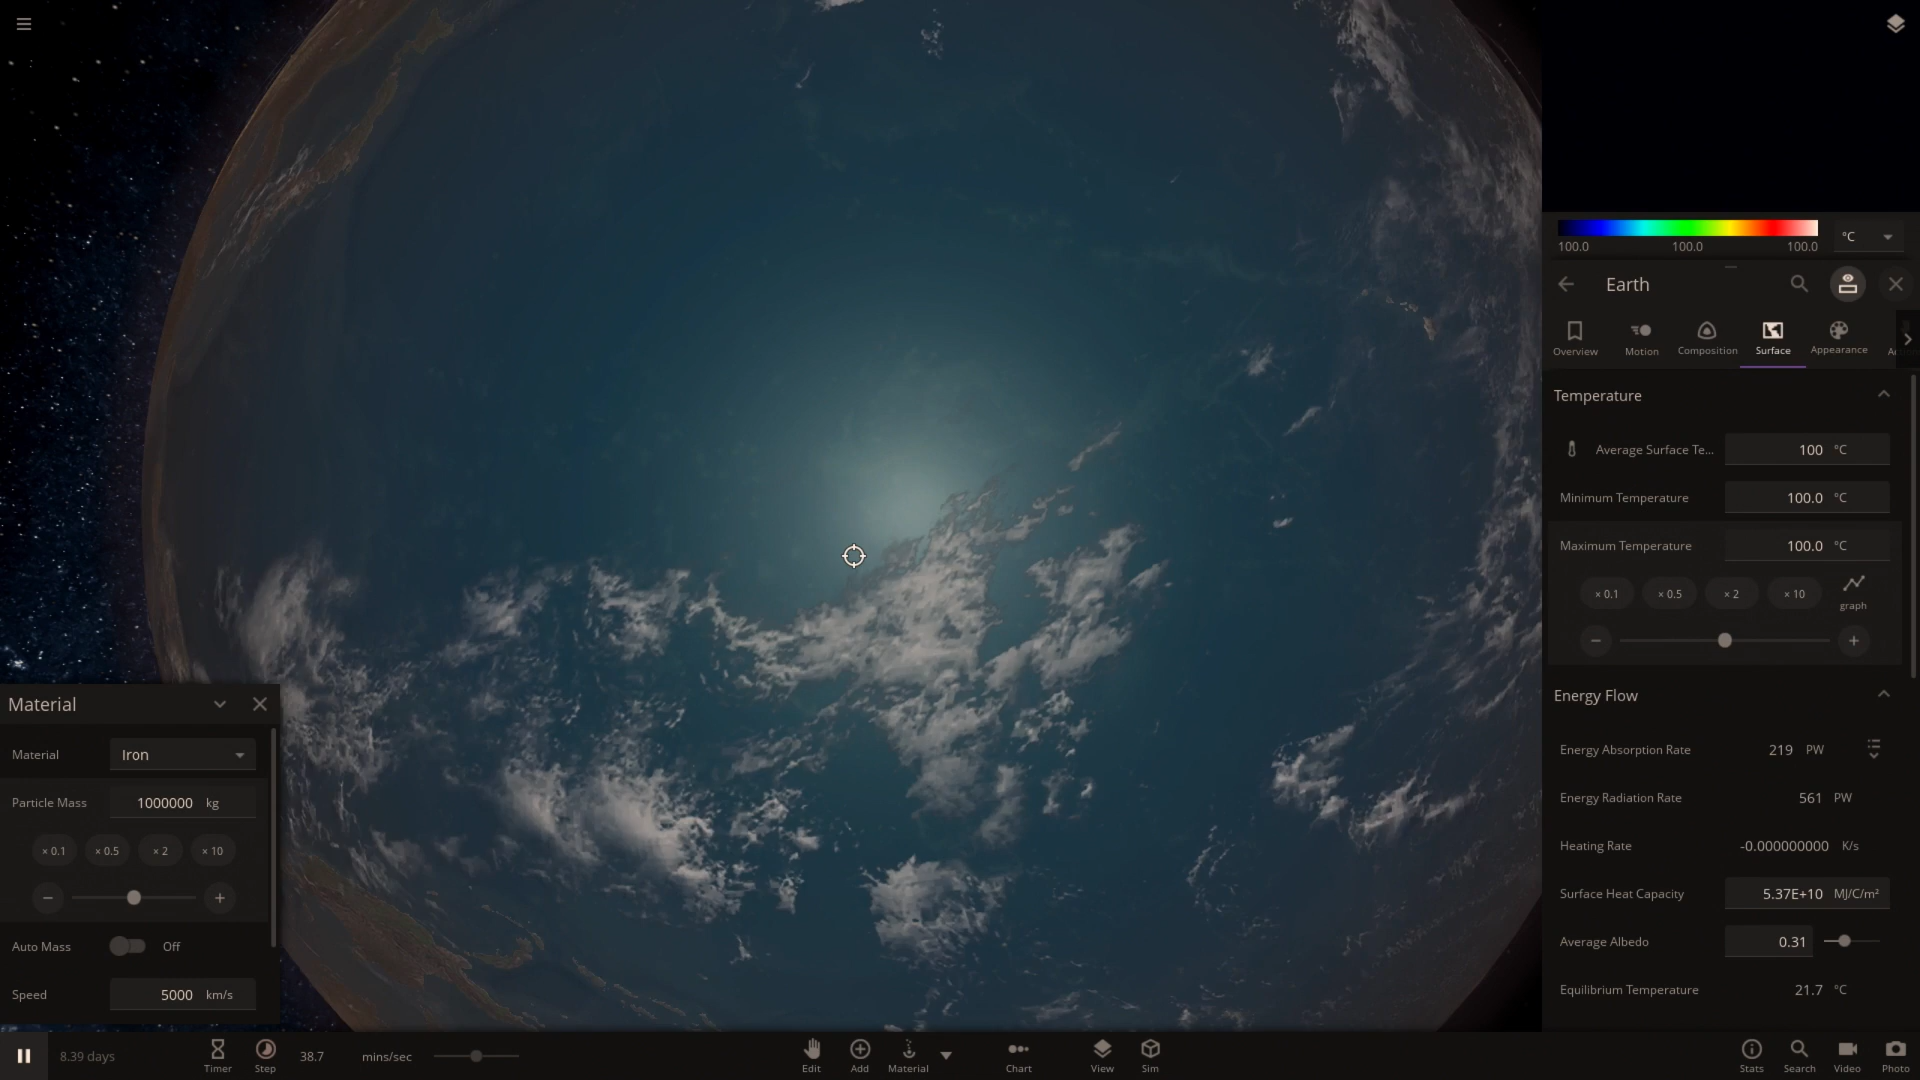 °C
100.0 100.0 100.0
Earth
Overview Motion Composition Surface Appearance
Temperature
Average Surface Te... 100 °C
Minimum Temperature 100.0 °C
Maximum Temperature 100.0 °C
× 0.1 × 0.5 × 2 × 10 graph
Energy Flow
Energy Absorption Rate 219 PW
Energy Radiation Rate 561 PW
Heating Rate -0.000000000 K/s
Surface Heat Capacity 5.37E+10 MJ/C/m²
Average Albedo 0.31
Equilibrium Temperature 21.7 °C
Material
Material Iron
Particle Mass 1000000 kg
× 0.1 × 0.5 × 2 × 10
Auto Mass Off
Speed 5000 km/s
8.39 days Timer Step 38.7 mins/sec Edit Add Material Chart View Sim Stats Search Video Photo